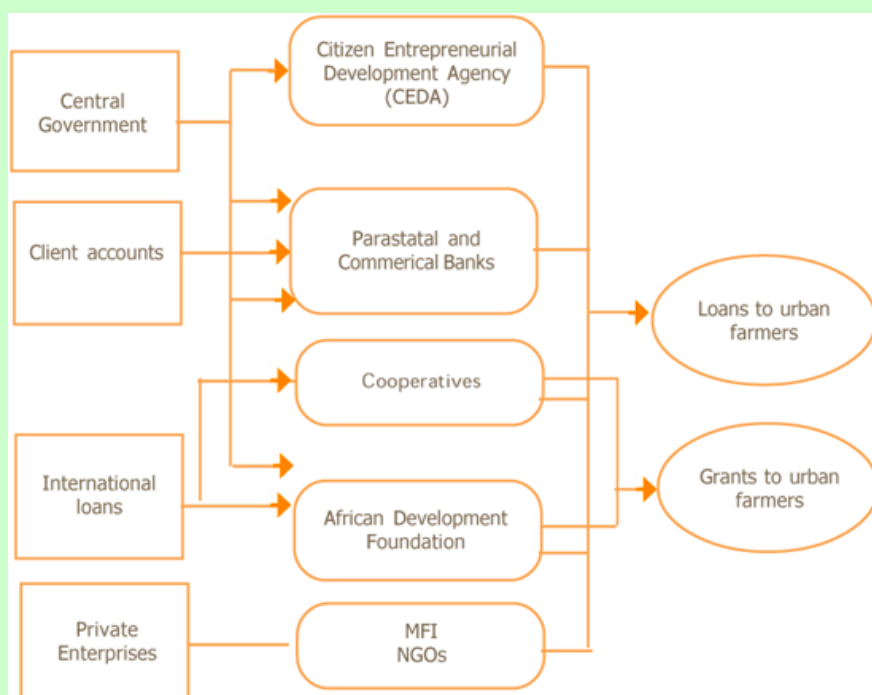 Central
Government
Client accounts
International
loans
Private
Enterprises
Citizen Entrepreneurial
Development Agency
(CEDA)
Parastatal and
Commerical Banks
Cooperatives
African Development
Foundation
MFI
NGOs
Loans to urban
farmers
Grants to urban
farmers